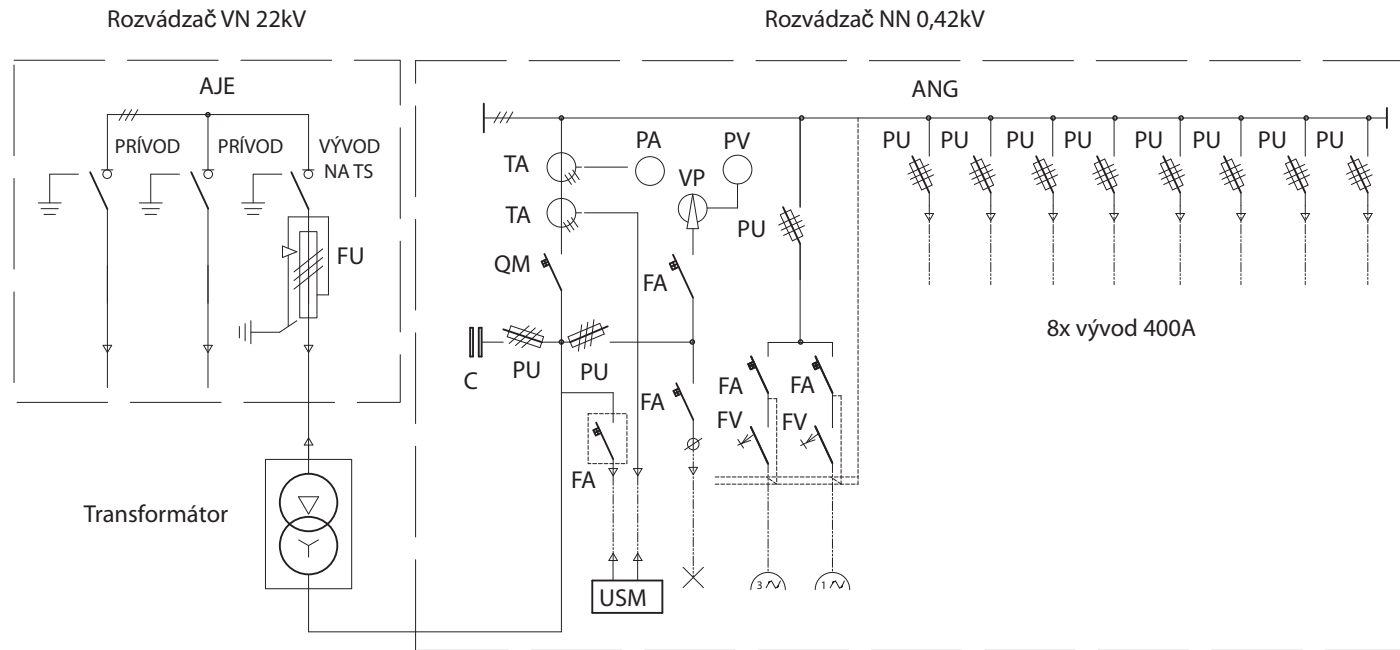 Rozvádzač VN 22kV
Rozvádzač NN 0,42kV
AJE
PRÍVOD
PRÍVOD
VÝVOD
NA TS
FU
Transformátor
ANG
TA
PA
PV
TA
VP
QM
FA
PU
C
PU
PU
FA
FA
FA
FA
FV
FV
USM
3
1
PU
PU
PU
PU
PU
PU
PU
PU
8x vývod 400A